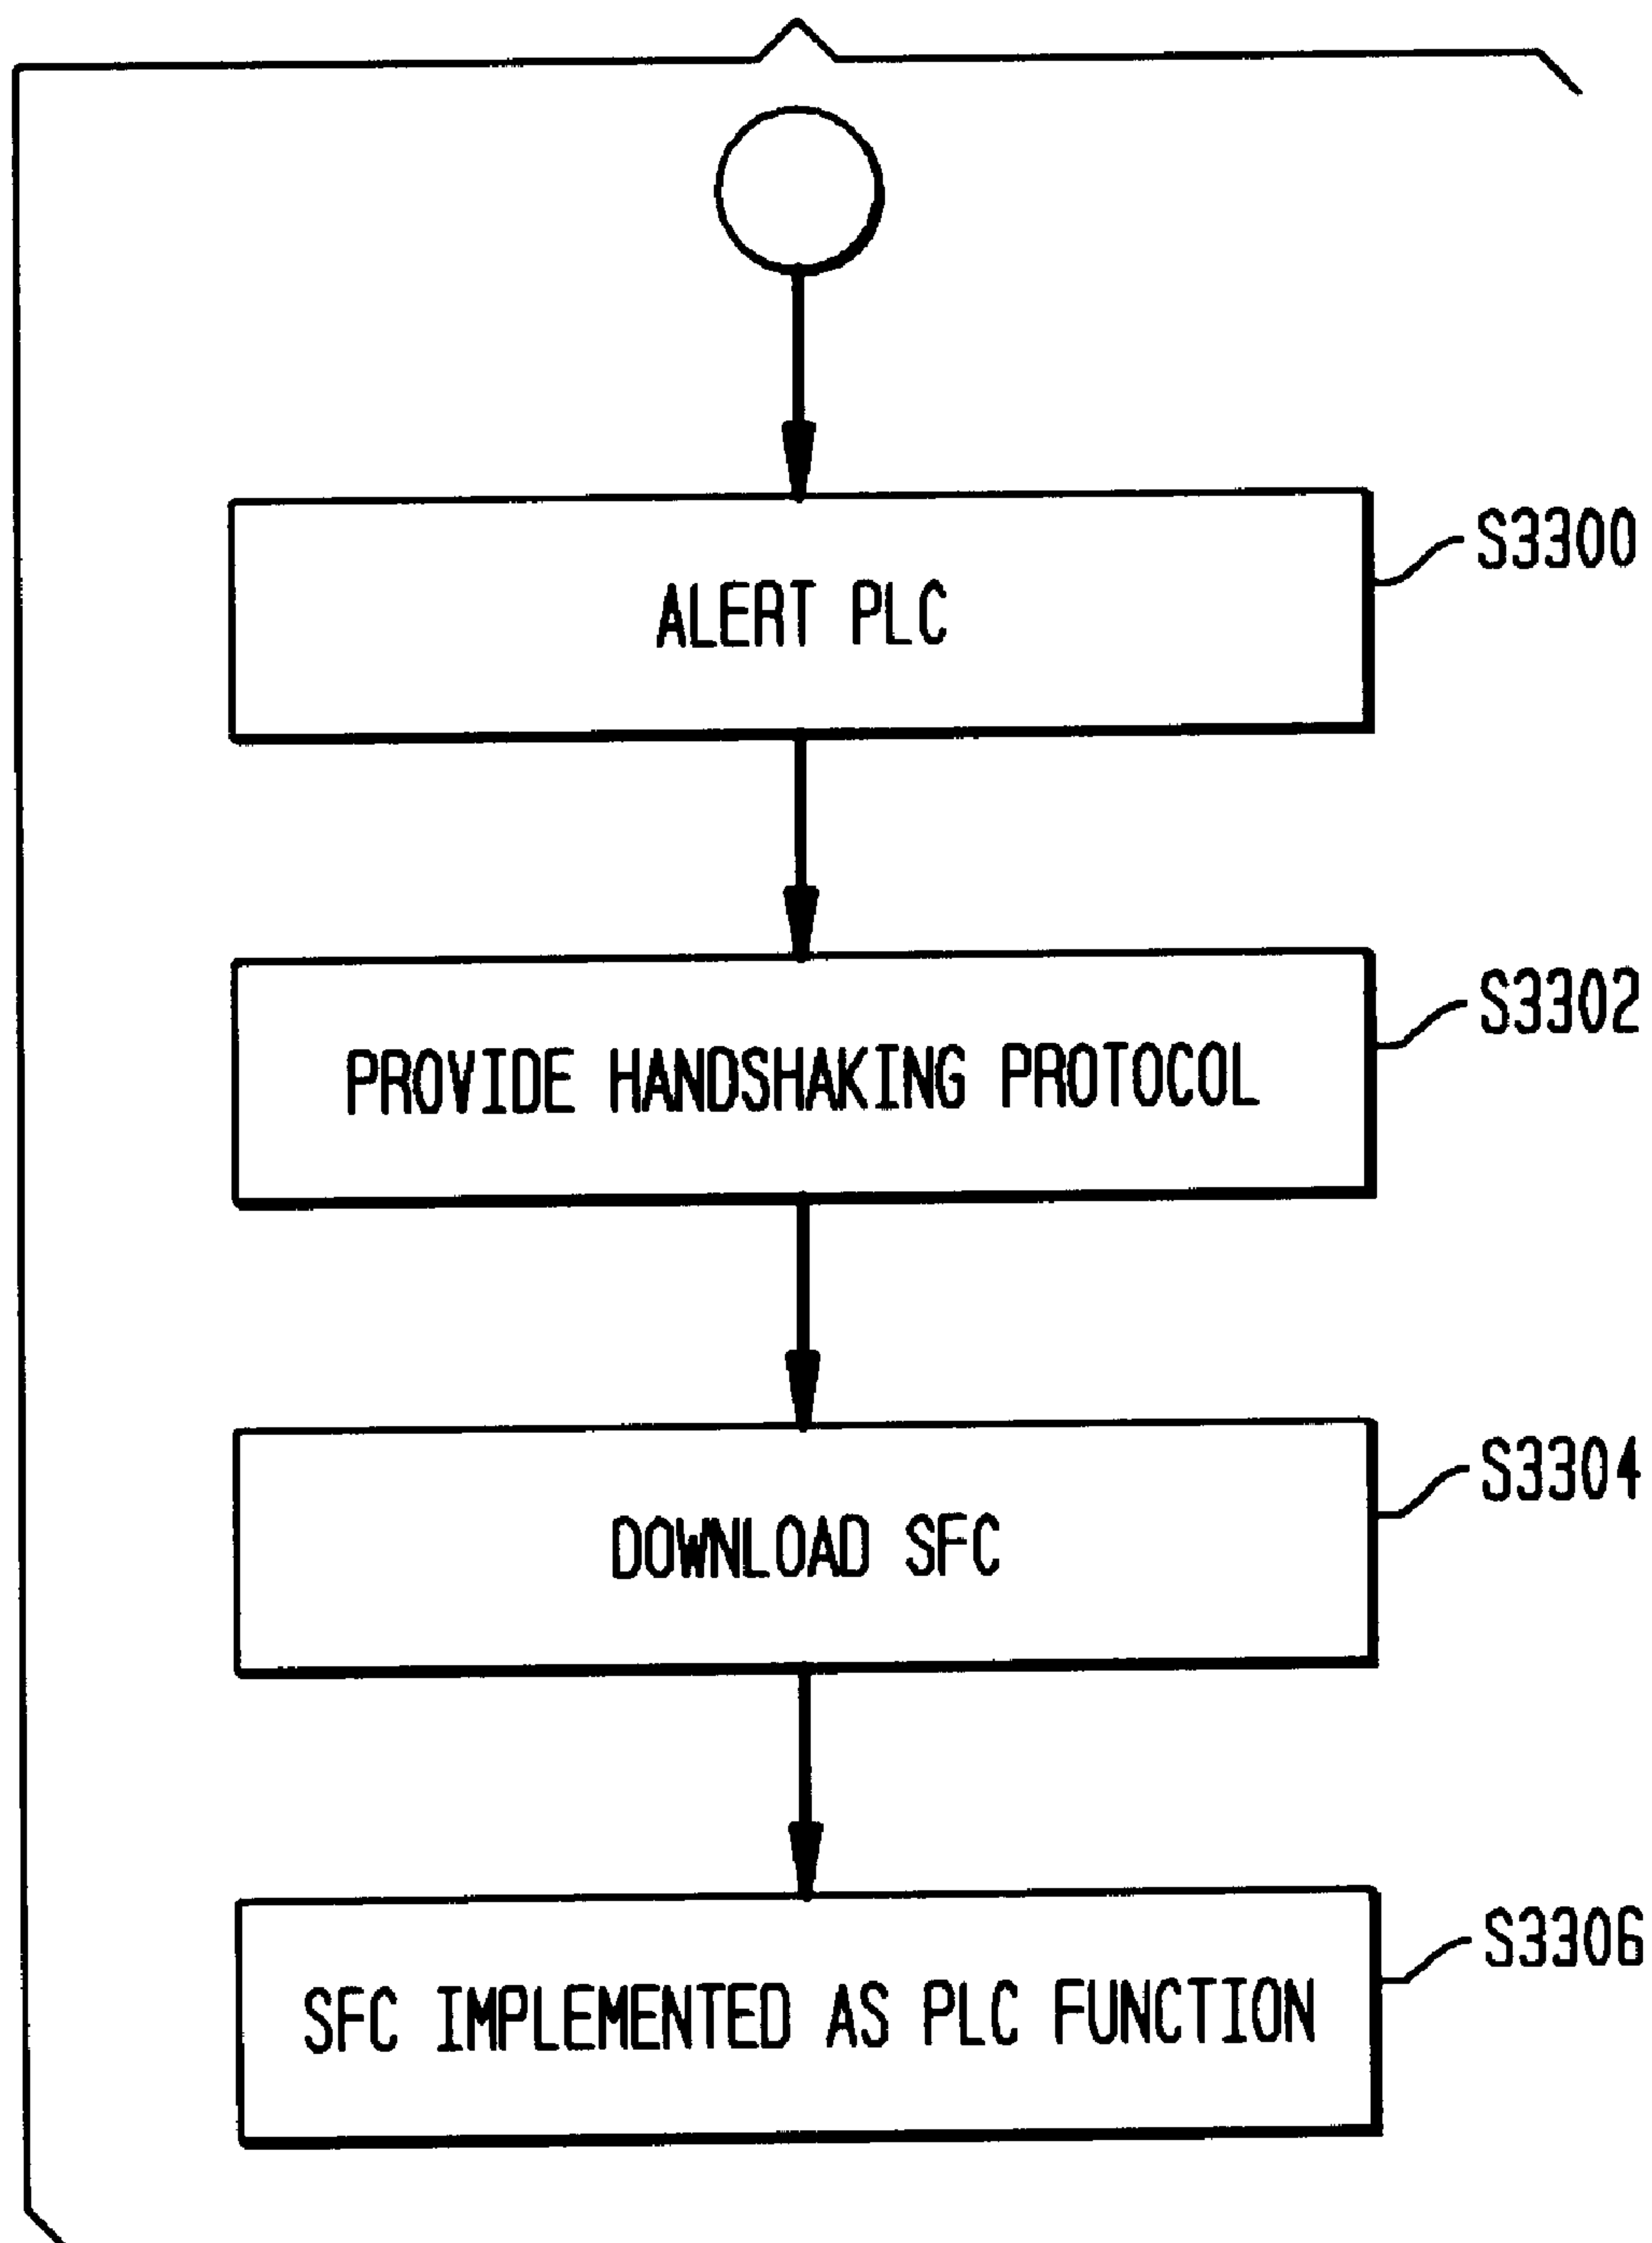 ALERT PLC
S3300
PROVIDE HANDSHAKING PROTOCOL
S3302
DOWNLOAD SFC
S3304
SFC IMPLEMENTED AS PLC FUNCTION
S3306